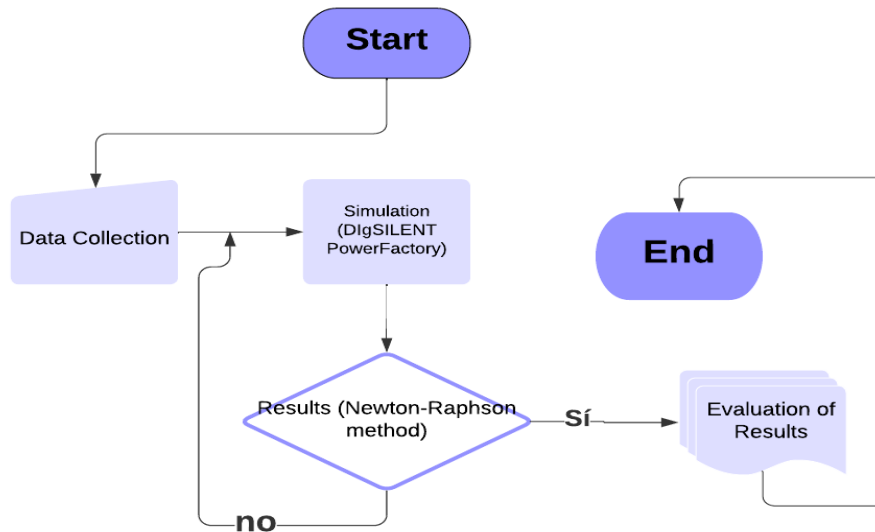 Start
Data Collection
Simulation
(DIgSILENT
PowerFactory)
End
Results (Newton-Raphson
method)
Sí
Evaluation of
Results
no